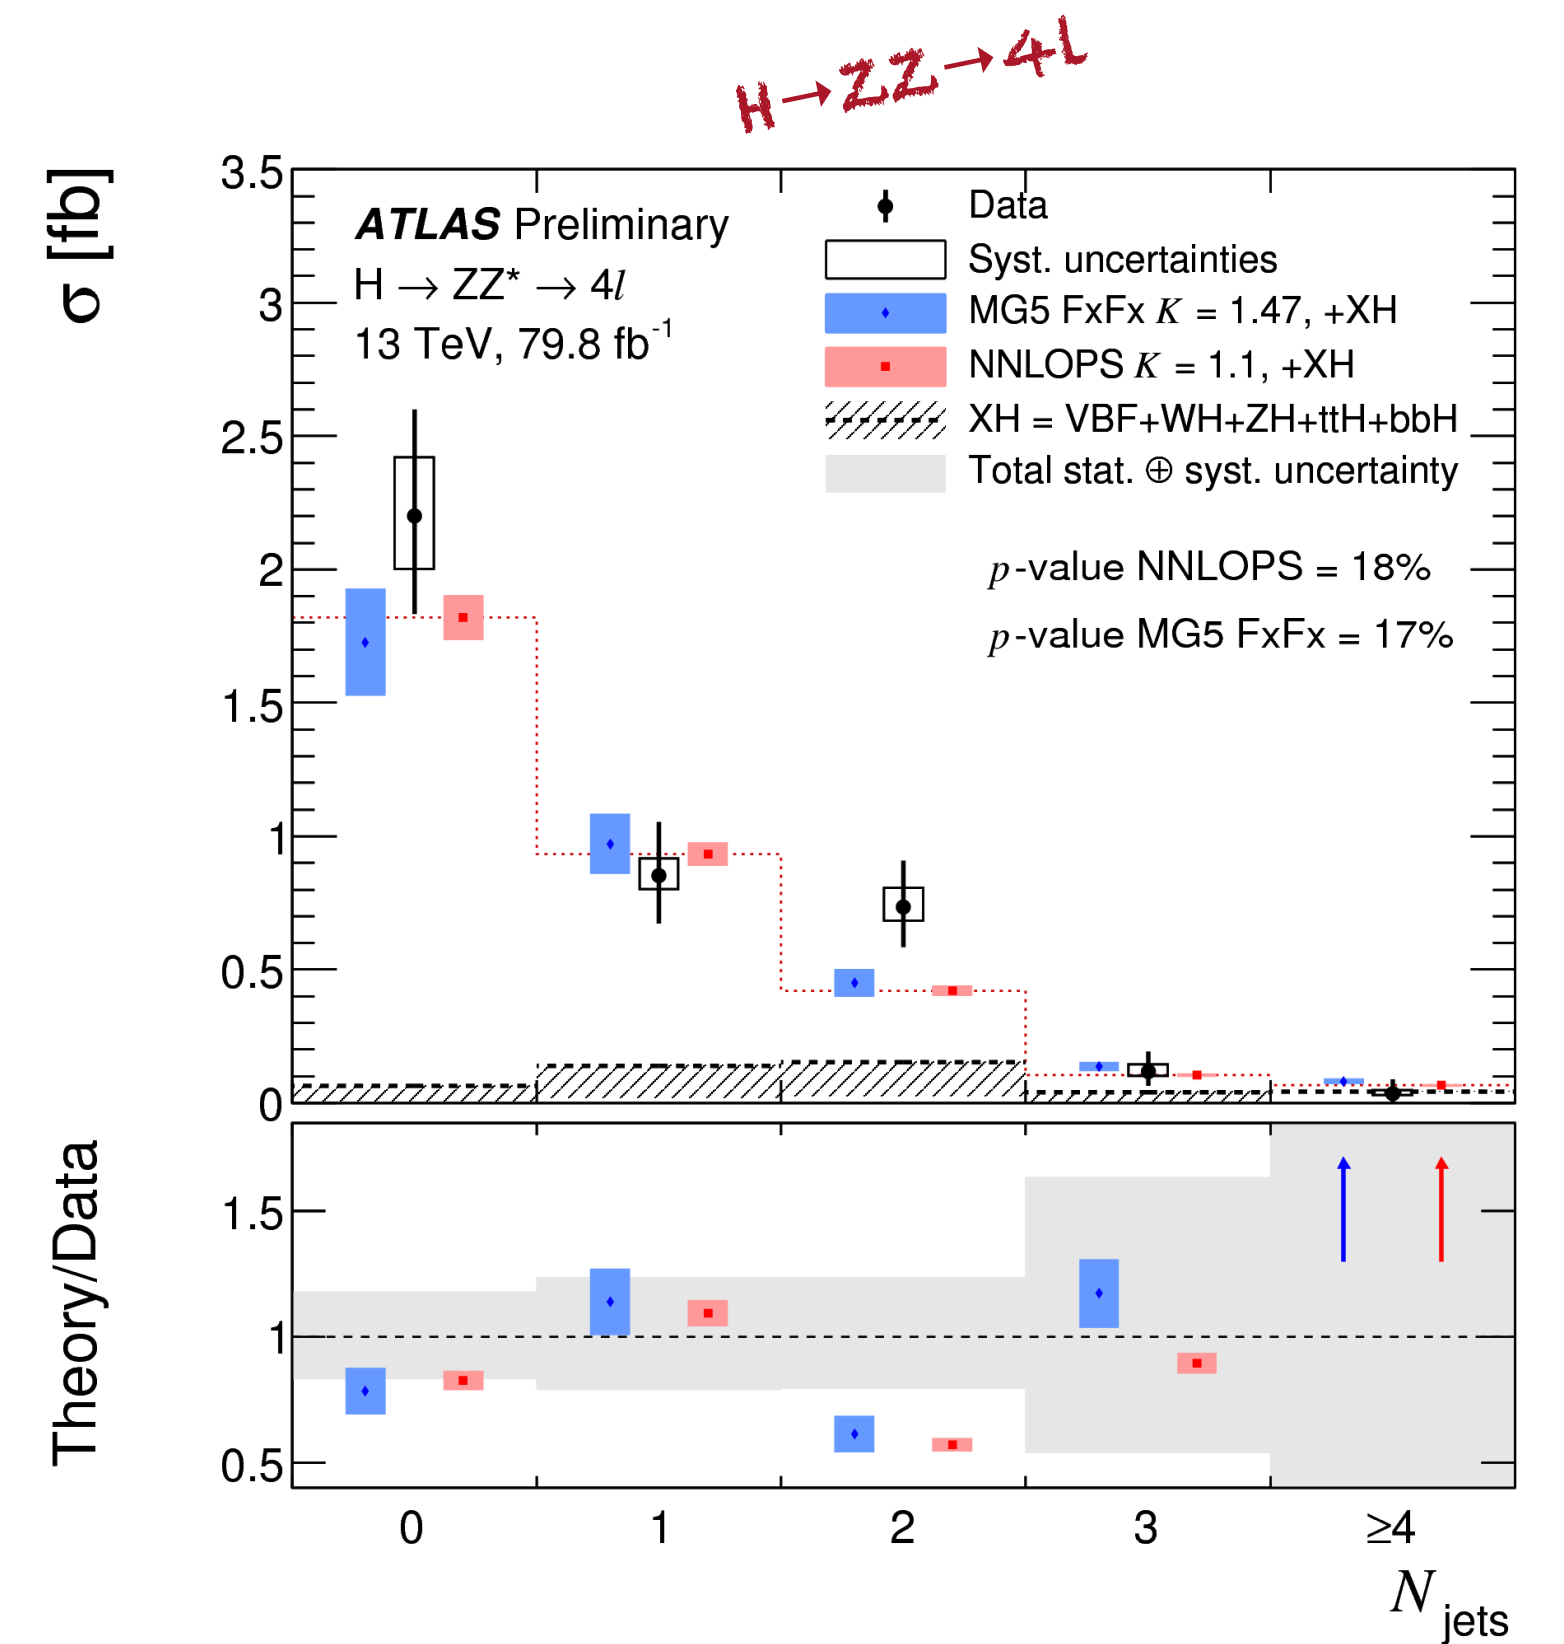 H→ZZ→4l
σ [fb]
3.5
3
2.5
2
1.5
1
0.5
0
ATLAS Preliminary
H → ZZ* → 4l
13 TeV, 79.8 fb⁻¹
Data
Syst. uncertainties
MG5 FxFx K = 1.47, +XH
NNLOPS K = 1.1, +XH
XH = VBF+WH+ZH+ttH+bbH
Total stat. ⊕ syst. uncertainty
p-value NNLOPS = 18%
p-value MG5 FxFx = 17%
Theory/Data
1.5
1
0.5
0 1 2 3 ≥4
N jets